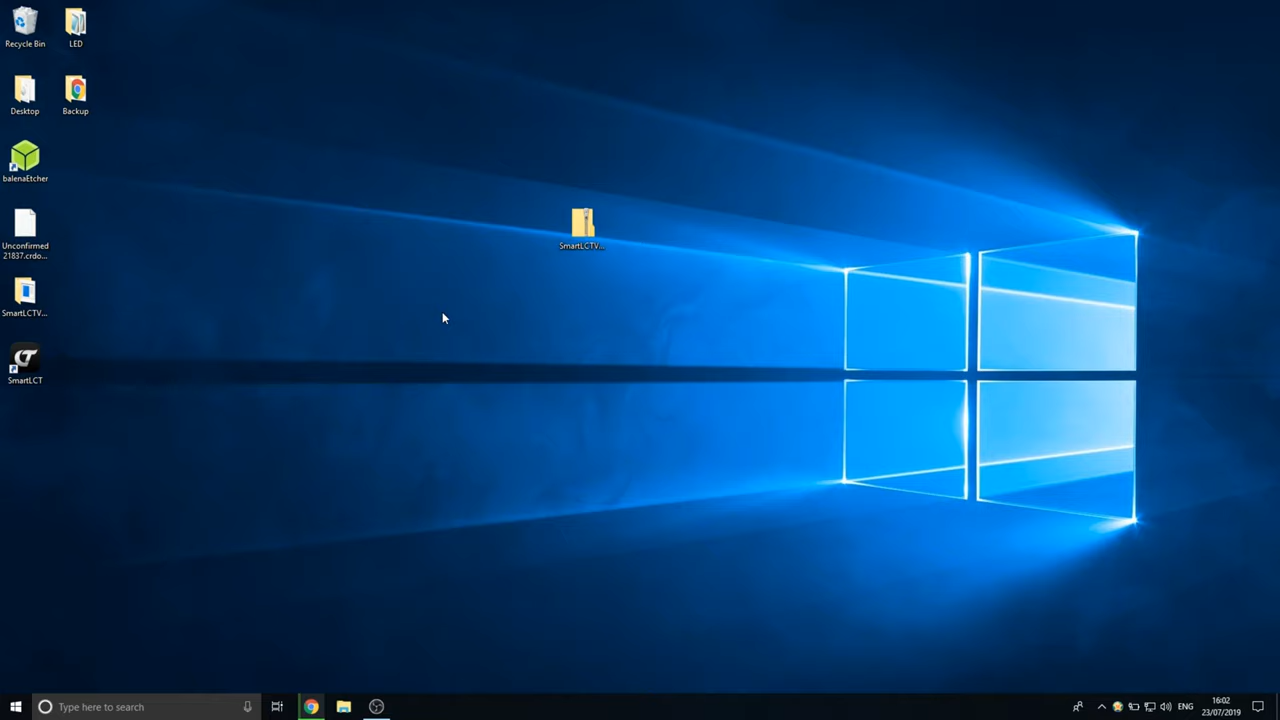 Recycle Bin
LED
Desktop
Backup
balenaEtcher
Unconfirmed
21837.crdo...
SmartLCTV...
SmartLCT
SmartLCTV...
Type here to search
ENG
16:02
23/07/2019